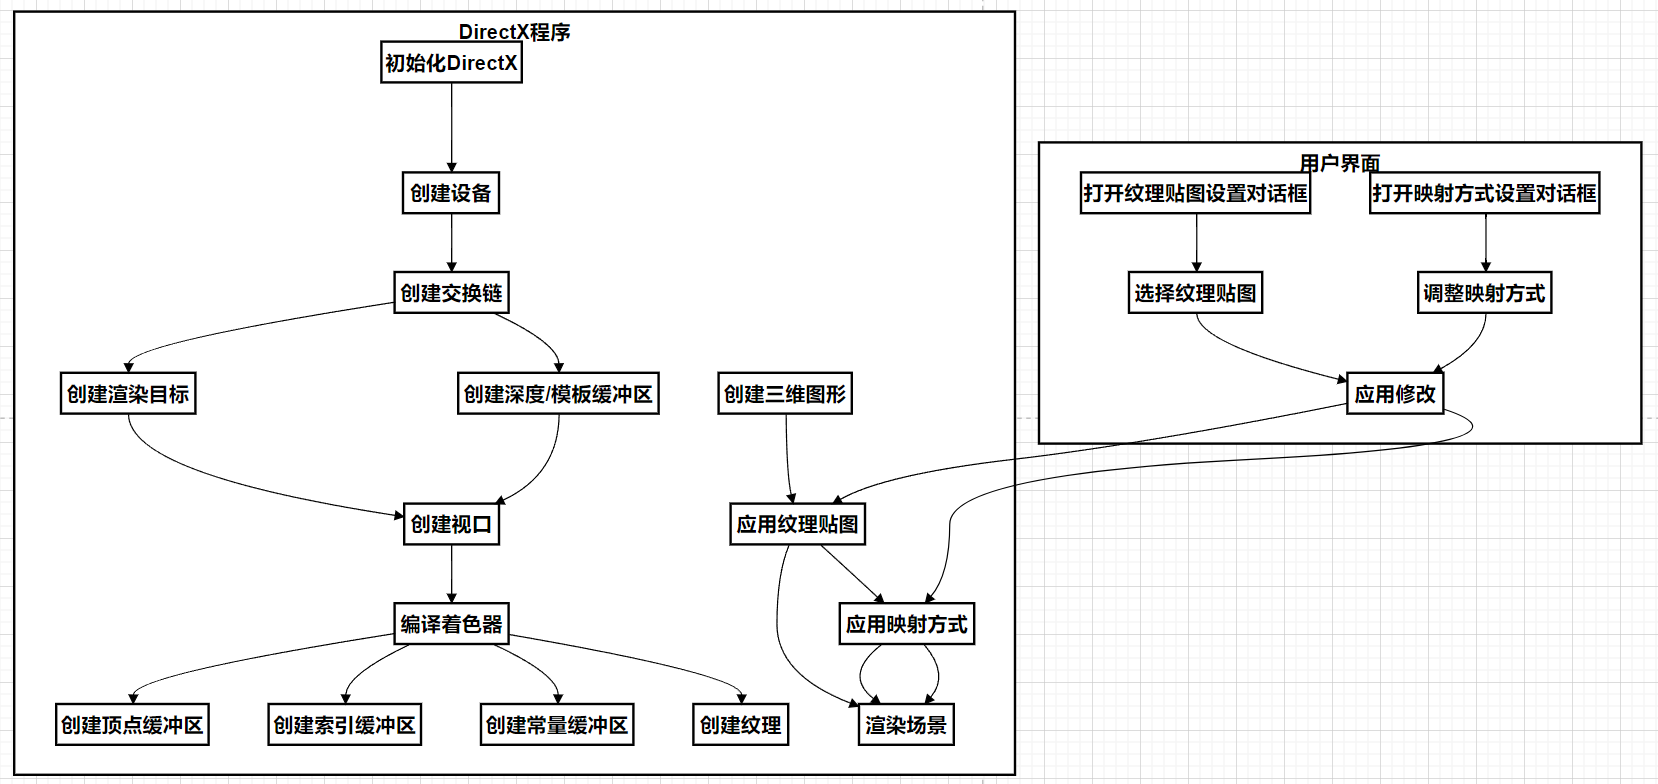 DirectX程序
初始化DirectX
创建设备
创建交换链
创建渲染目标
创建深度/模板缓冲区
创建三维图形
创建视口
应用纹理贴图
编译着色器
应用映射方式
创建顶点缓冲区
创建索引缓冲区
创建常量缓冲区
创建纹理
渲染场景
用户界面
打开纹理贴图设置对话框
打开映射方式设置对话框
选择纹理贴图
调整映射方式
应用修改